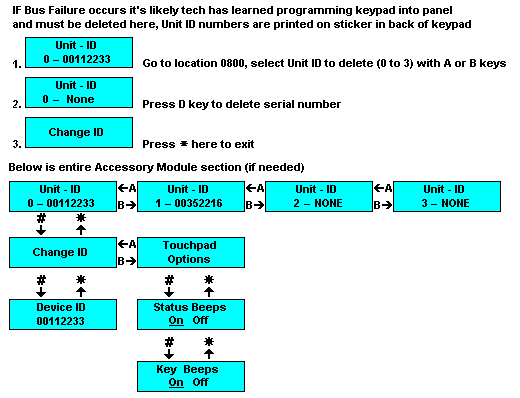 IF Bus Failure occurs it's likely tech has learned programming keypad into panel
and must be deleted here, Unit ID numbers are printed on sticker in back of keypad
Unit - ID
0 – 00112233
1. Go to location 0800, select Unit ID to delete (0 to 3) with A or B keys
Unit - ID
0 – None
2. Press D key to delete serial number
Change ID
3. Press ✷ here to exit
Below is entire Accessory Module section (if needed)
Unit - ID ←A Unit - ID ←A Unit - ID ←A Unit - ID
0 – 00112233 B→ 1 – 00352216 B→ 2 – NONE B→ 3 – NONE
# ✷
↓ ↑
Change ID ←A B→ Touchpad
Options
# ✷ # ✷
↓ ↑ ↓ ↑
Device ID Status Beeps
00112233 On Off
# ✷
↓ ↑
Key Beeps
On Off